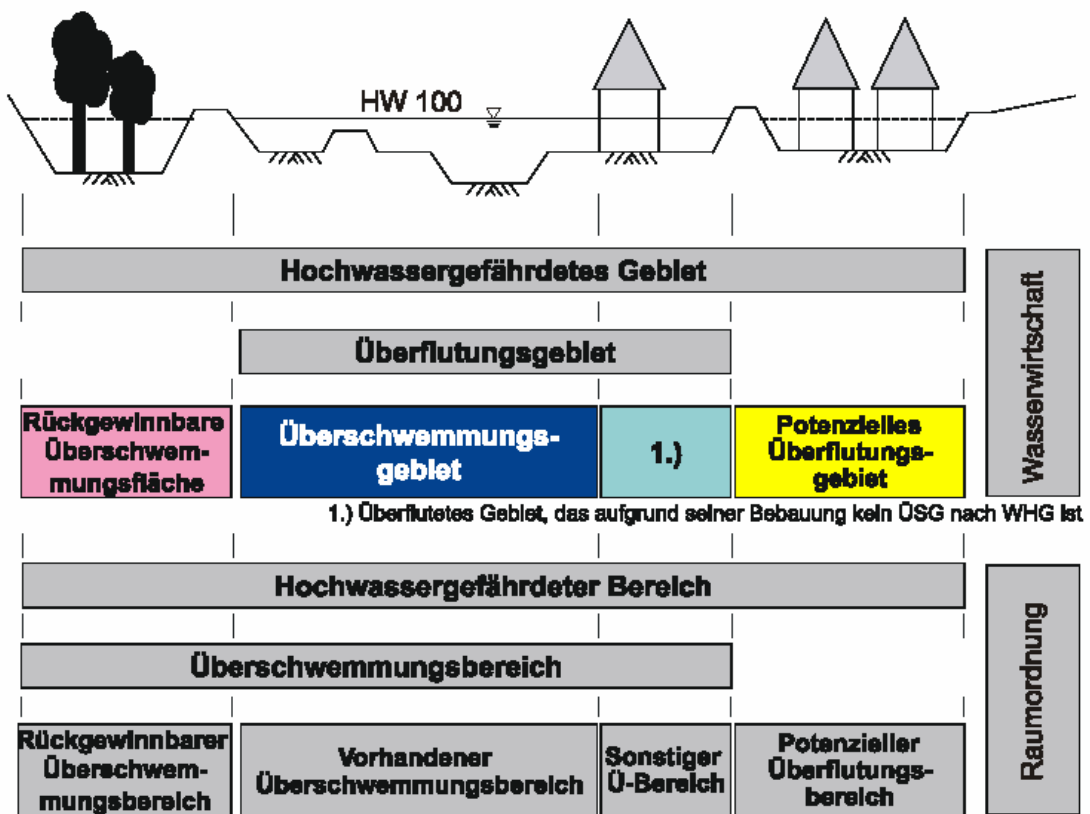 HW 100
Hochwassergefährdetes Gebiet
Überflutungsgebiet
Rückgewinnbare
Überschwem-
mungsfläche
Überschwemmungs-
gebiet
1.)
Potenzielles
Überflutungs-
gebiet
1.) Überflutetes Gebiet, das aufgrund seiner Bebauung kein ÜSG nach WHG ist
Wasserwirtschaft
Hochwassergefährdeter Bereich
Überschwemmungsbereich
Rückgewinnbarer
Überschwem-
mungsbereich
Vorhandener
Überschwemmungsbereich
Sonstiger
Ü-Bereich
Potenzieller
Überflutungs-
bereich
Raumordnung